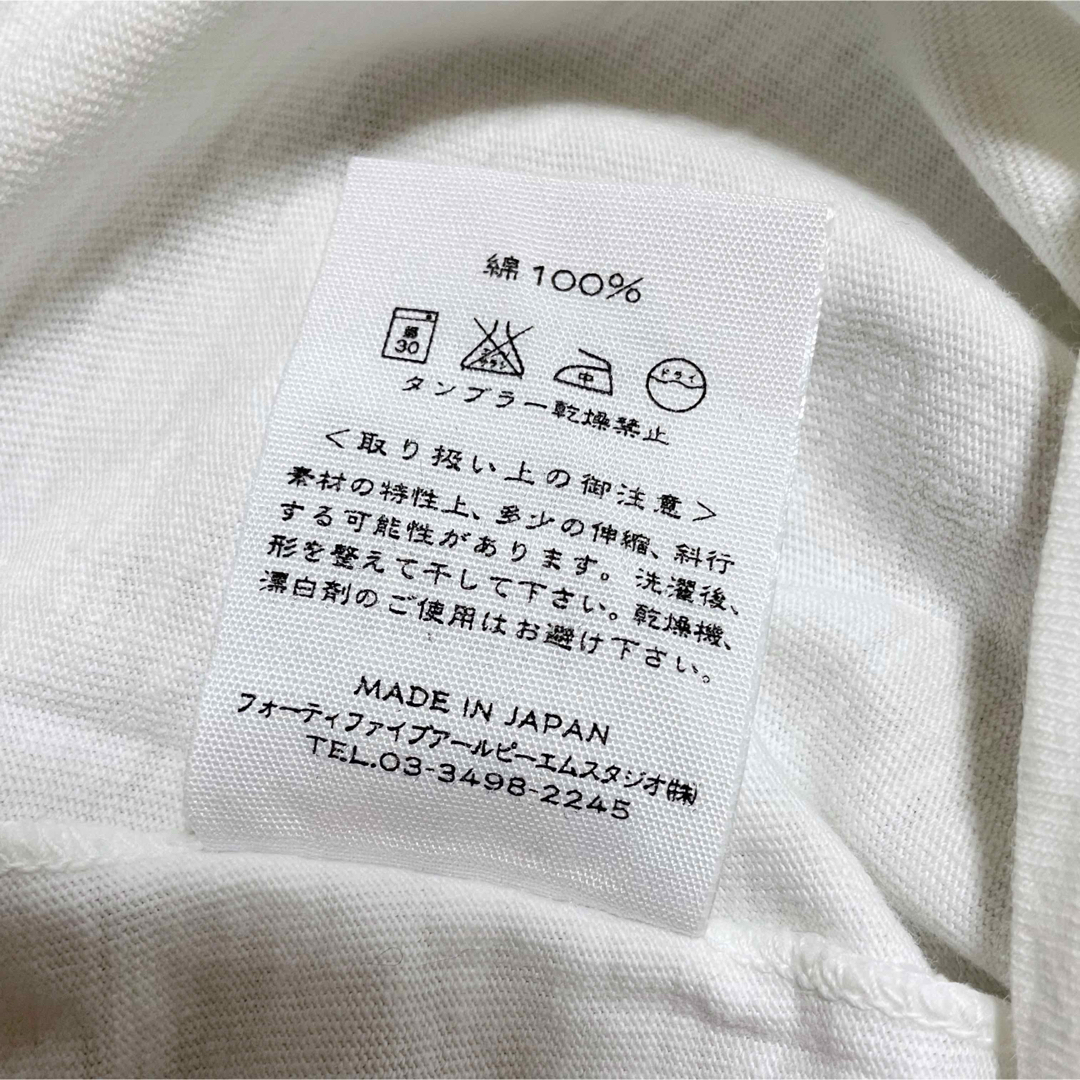 綿 100%
30
中
ドライ
タンブラー乾燥禁止
<取り扱い上の御注意>
素材の特性上、多少の伸縮、斜行
する可能性があります。洗濯後、
形を整えて干して下さい。乾燥機、
漂白剤のご使用はお避け下さい。
MADE IN JAPAN
フォーティファイブアールピーエムスタジオ(株)
TEL.03-3498-2245